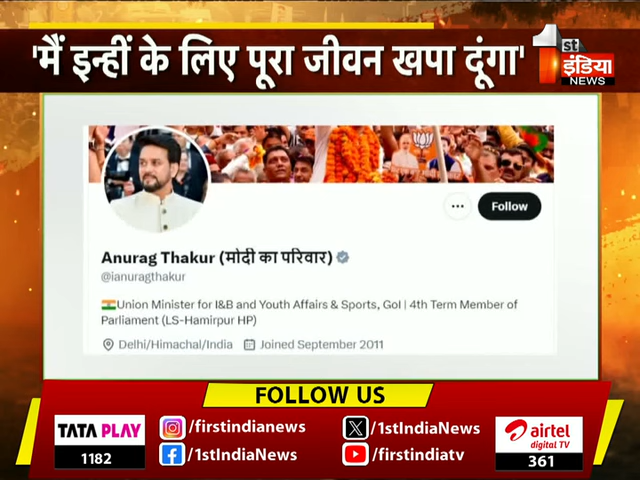 'मैं इन्हीं के लिए पूरा जीवन खपा दूंगा'
1st
इंडिया
NEWS
Follow
Anurag Thakur (मोदी का परिवार)
@ianuragthakur
🇮🇳Union Minister for I&B and Youth Affairs & Sports, GoI | 4th Term Member of
Parliament (LS-Hamirpur HP)
Delhi/Himachal/India Joined September 2011
FOLLOW US
TATA PLAY
1182
/firstindianews
/1stIndiaNews
/1stIndiaNews
/firstindiatv
airtel
digital TV
361